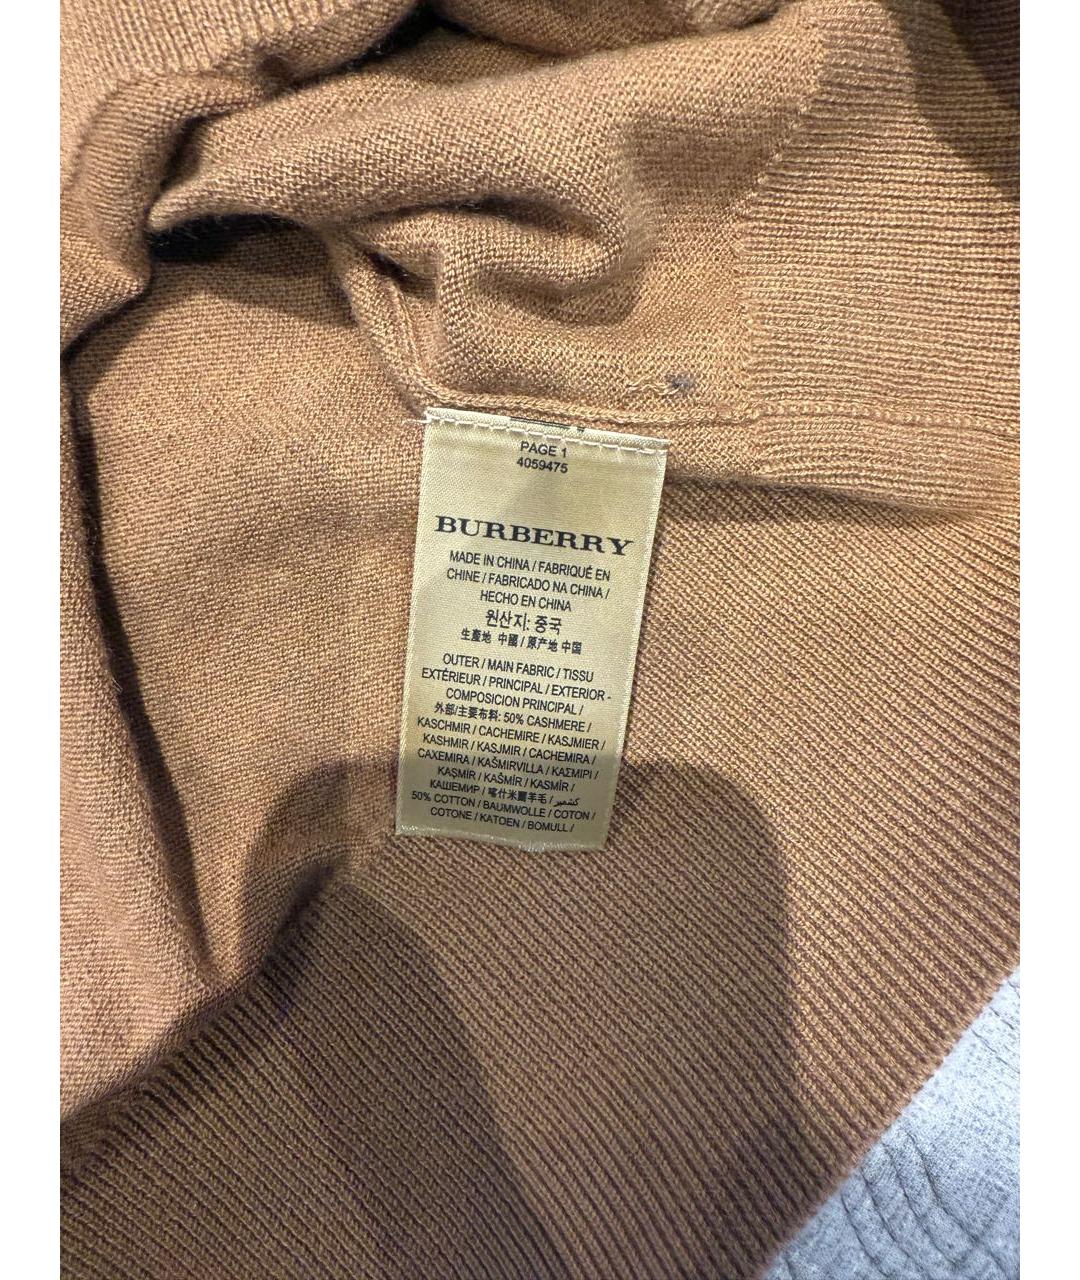 PAGE 1
4059475
BURBERRY
MADE IN CHINA / FABRIQUÉ EN
CHINE / FABRICADO NA CHINA /
HECHO EN CHINA
원산지: 중국
生產地 中國 / 原产地 中国
OUTER / MAIN FABRIC / TISSU
EXTÉRIEUR / PRINCIPAL / EXTERIOR -
COMPOSICION PRINCIPAL /
外部/主要布料: 50% CASHMERE /
KASCHMIR / CACHEMIRE / KASJMIER /
KASHMIR / KASJMIR / CACHEMIRA /
CAXEMIRA / KAŠMIRVILLA / ΚΑΣΜΙΡΙ /
KAŞMİR / KAŠMÍR / KASMÍR /
КАШЕМИР / 喀什米爾羊毛 / كشمير /
50% COTTON / BAUMWOLLE / COTON /
COTONE / KATOEN / BOMULL /